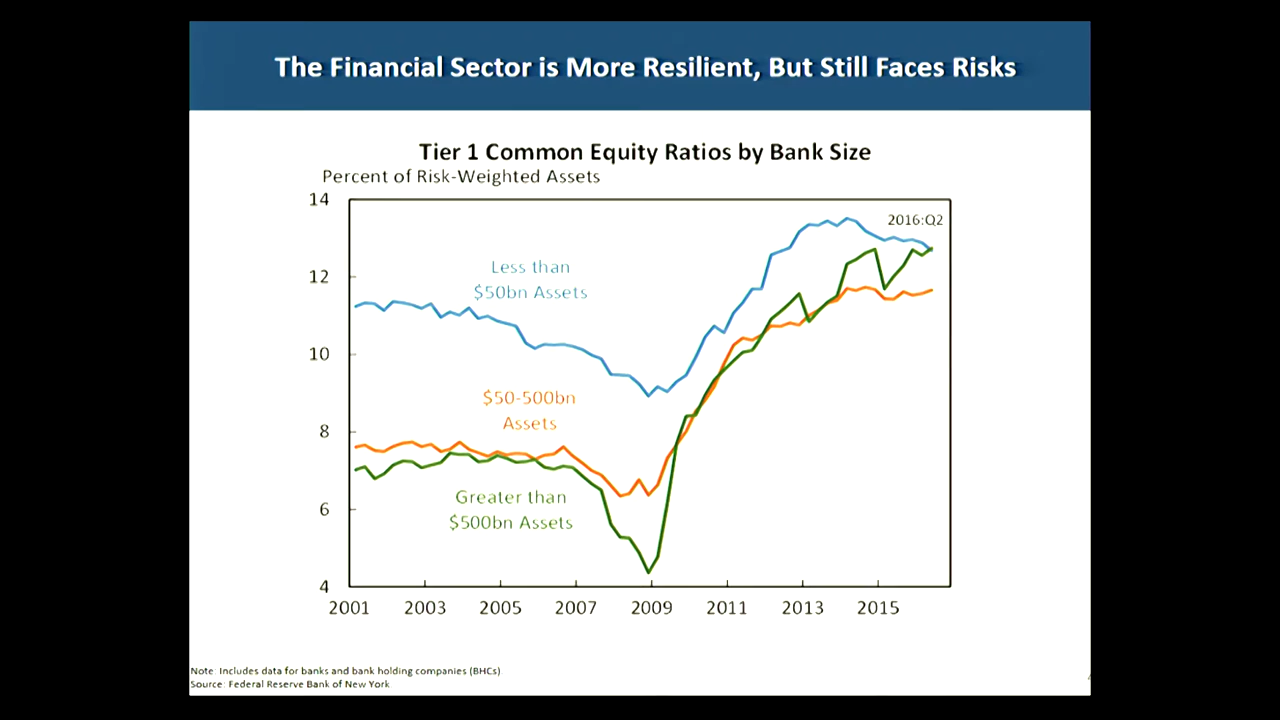 The Financial Sector is More Resilient, But Still Faces Risks
Tier 1 Common Equity Ratios by Bank Size
Percent of Risk-Weighted Assets
14
2016:Q2
Less than
$50bn Assets
12
10
$50-500bn
Assets
8
Greater than
$500bn Assets
6
4
2001 2003 2005 2007 2009 2011 2013 2015
Note: Includes data for banks and bank holding companies (BHCs)
Source: Federal Reserve Bank of New York